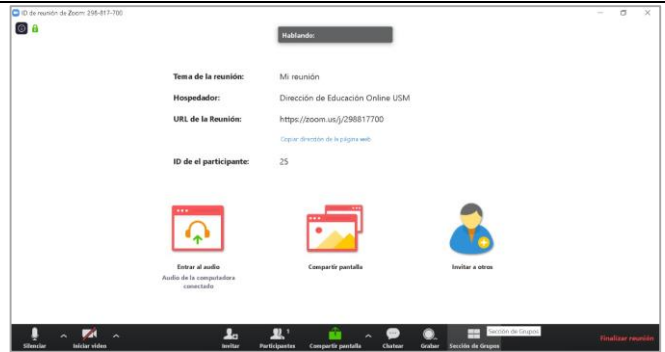 ID de reunión de Zoom: 298-817-700
Hablando:
Tema de la reunión: Mi reunión
Hospedador: Dirección de Educación Online USM
URL de la Reunión: https://zoom.us/j/298817700
Copiar dirección de la página web
ID de el participante: 25
Entrar al audio
Audio de la computadora
conectado
Compartir pantalla
Invitar a otros
Silenciar
Iniciar video
Invitar
1
Participantes
Compartir pantalla
Chatear
Grabar
Sección de Grupos
Sección de Grupos
Finalizar reunión